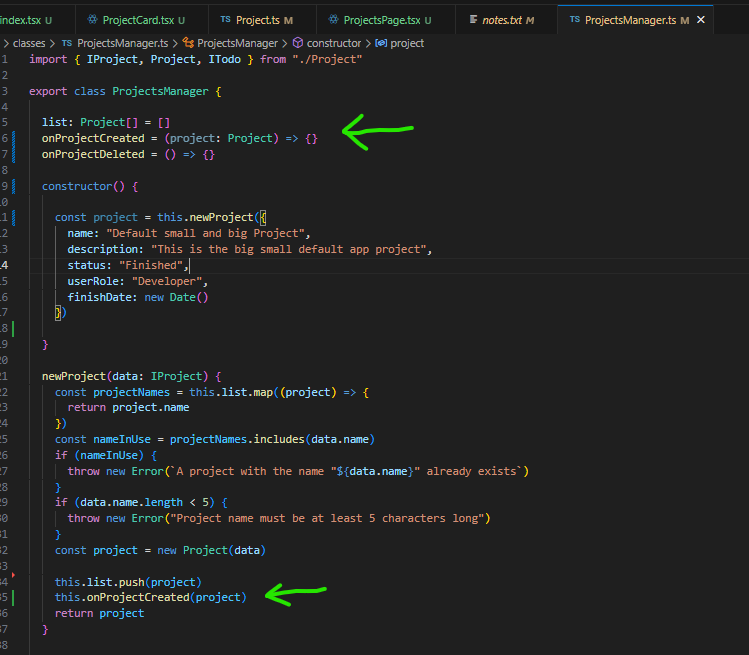 index.tsx U ProjectCard.tsx U TS Project.ts M ProjectsPage.tsx U notes.txt M TS ProjectsManager.ts M ×
> classes > TS ProjectsManager.ts > ProjectsManager > constructor > project
1 import { IProject, Project, ITodo } from "./Project"
2
3 export class ProjectsManager {
4
5 list: Project[] = []
6 onProjectCreated = (project: Project) => {}
7 onProjectDeleted = () => {}
8
9 constructor() {
10
11 const project = this.newProject({
12 name: "Default small and big Project",
13 description: "This is the big small default app project",
14 status: "Finished",
15 userRole: "Developer",
16 finishDate: new Date()
17 })
18
19 }
20
21 newProject(data: IProject) {
22 const projectNames = this.list.map((project) => {
23 return project.name
24 })
25 const nameInUse = projectNames.includes(data.name)
26 if (nameInUse) {
27 throw new Error(`A project with the name "${data.name}" already exists`)
28 }
29 if (data.name.length < 5) {
30 throw new Error("Project name must be at least 5 characters long")
31 }
32 const project = new Project(data)
33
34 this.list.push(project)
35 this.onProjectCreated(project)
36 return project
37 }
38